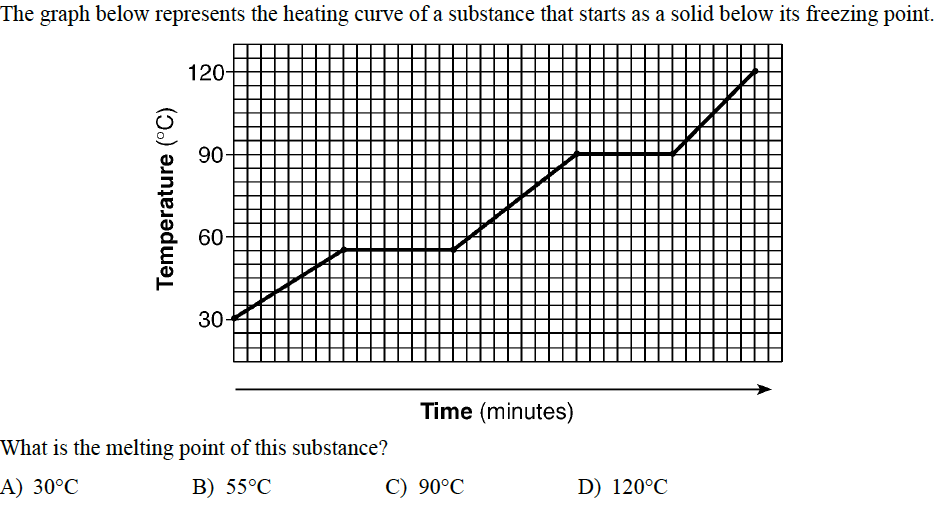 The graph below represents the heating curve of a substance that starts as a solid below its freezing point.
120
90
60
30
Temperature (°C)
Time (minutes)
What is the melting point of this substance?
A) 30°C B) 55°C C) 90°C D) 120°C